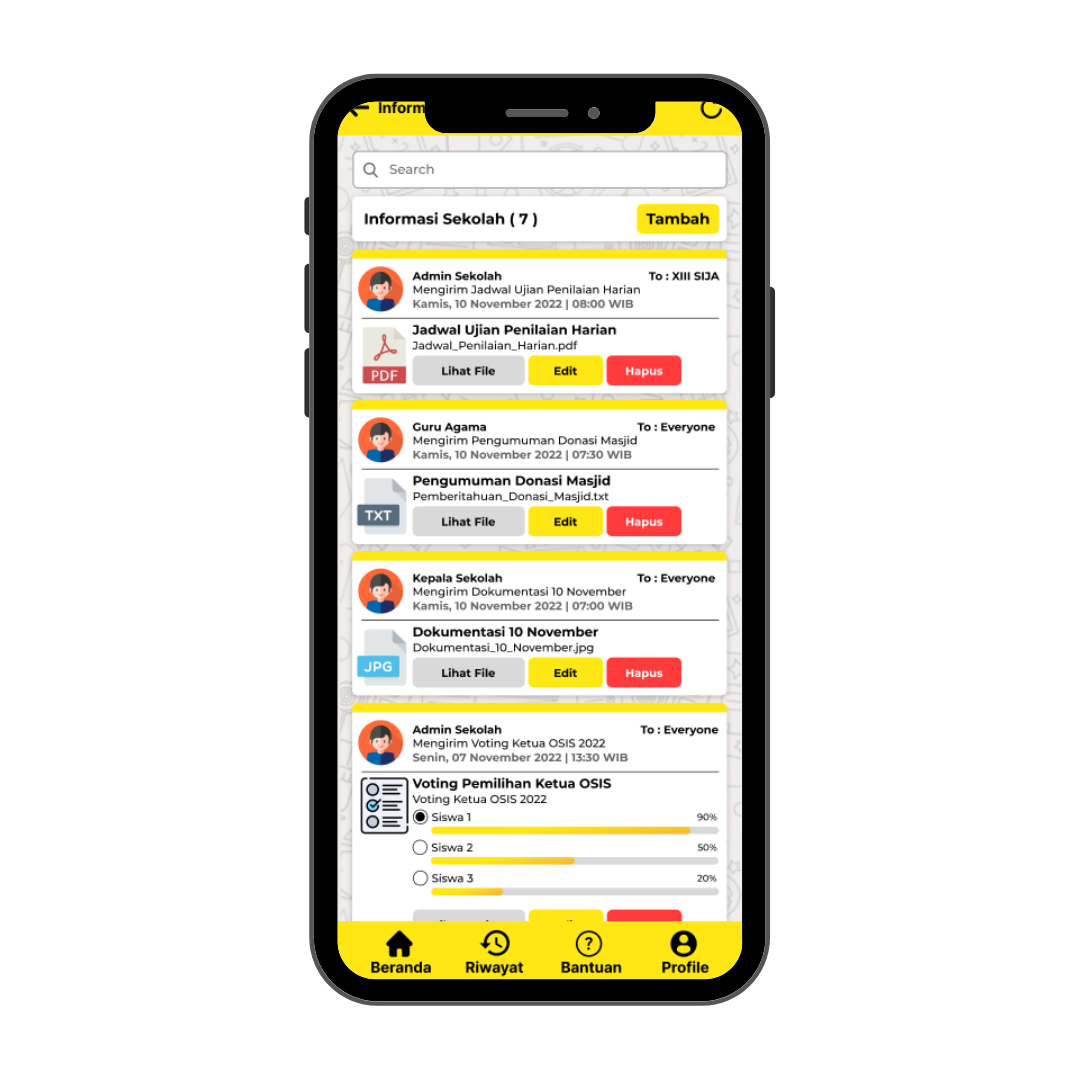 Inform
Search
Informasi Sekolah ( 7 )
Tambah
Admin Sekolah
To : XIII SIJA
Mengirim Jadwal Ujian Penilaian Harian
Kamis, 10 November 2022 | 08:00 WIB
Jadwal Ujian Penilaian Harian
Jadwal_Penilaian_Harian.pdf
PDF
Lihat File
Edit
Hapus
Guru Agama
To : Everyone
Mengirim Pengumuman Donasi Masjid
Kamis, 10 November 2022 | 07:30 WIB
Pengumuman Donasi Masjid
Pemberitahuan_Donasi_Masjid.txt
TXT
Lihat File
Edit
Hapus
Kepala Sekolah
To : Everyone
Mengirim Dokumentasi 10 November
Kamis, 10 November 2022 | 07:00 WIB
Dokumentasi 10 November
Dokumentasi_10_November.jpg
JPG
Lihat File
Edit
Hapus
Admin Sekolah
To : Everyone
Mengirim Voting Ketua OSIS 2022
Senin, 07 November 2022 | 13:30 WIB
Voting Pemilihan Ketua OSIS
Voting Ketua OSIS 2022
Siswa 1
90%
Siswa 2
50%
Siswa 3
20%
Beranda
Riwayat
Bantuan
Profile